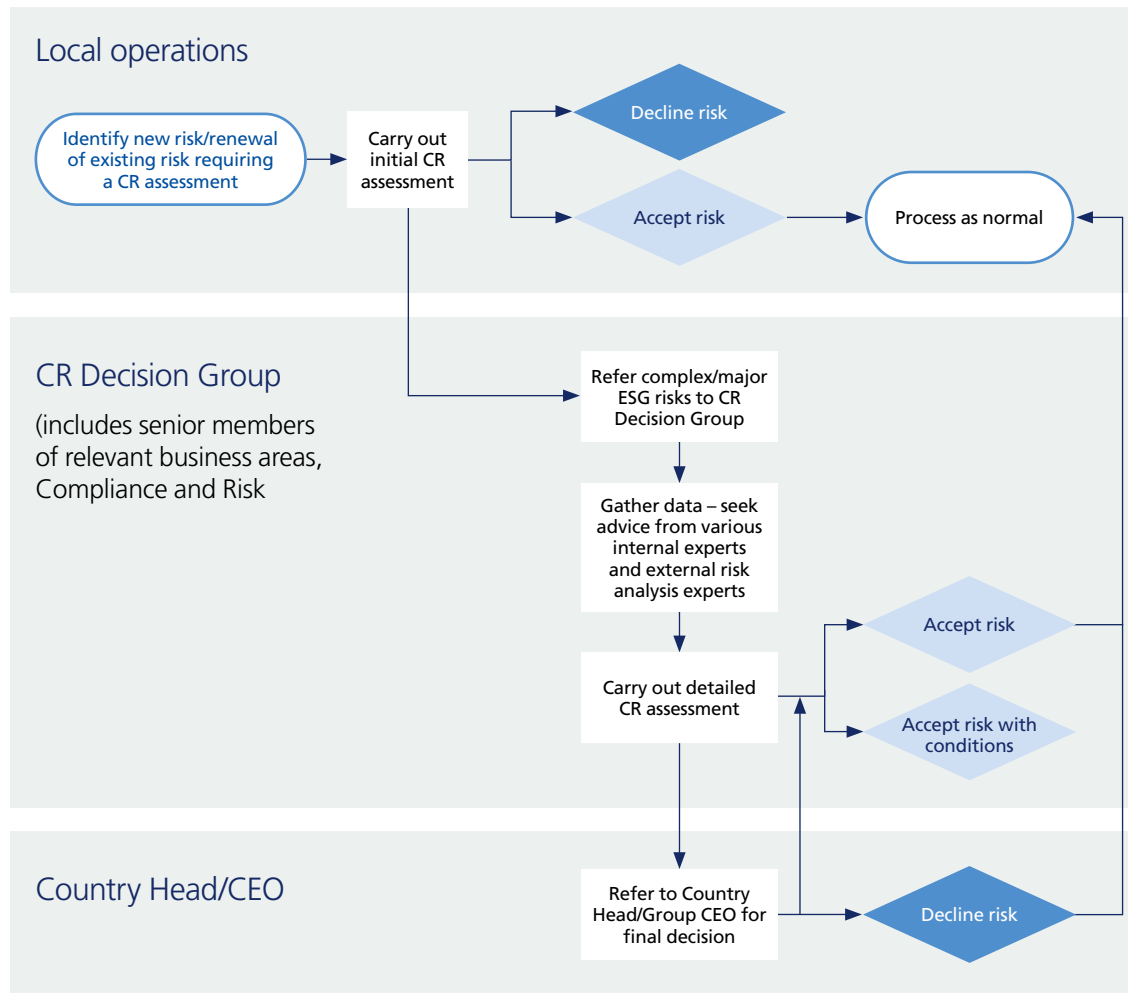 Local operations
Identify new risk/renewal
of existing risk requiring
a CR assessment
Carry out
initial CR
assessment
Decline risk
Accept risk
Process as normal
CR Decision Group
(includes senior members
of relevant business areas,
Compliance and Risk
Refer complex/major
ESG risks to CR
Decision Group
Gather data – seek
advice from various
internal experts
and external risk
analysis experts
Carry out detailed
CR assessment
Accept risk
Accept risk with
conditions
Country Head/CEO
Refer to Country
Head/Group CEO for
final decision
Decline risk